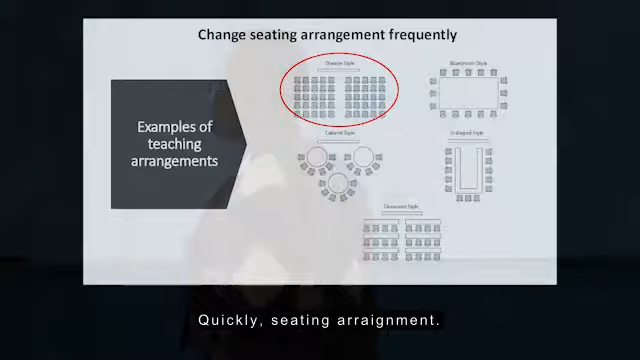 Change seating arrangement frequently
Theatre Style
Boardroom Style
Examples of
teaching
arrangements
Cabaret Style
U-shaped Style
Classroom Style
Quickly, seating arraignment.